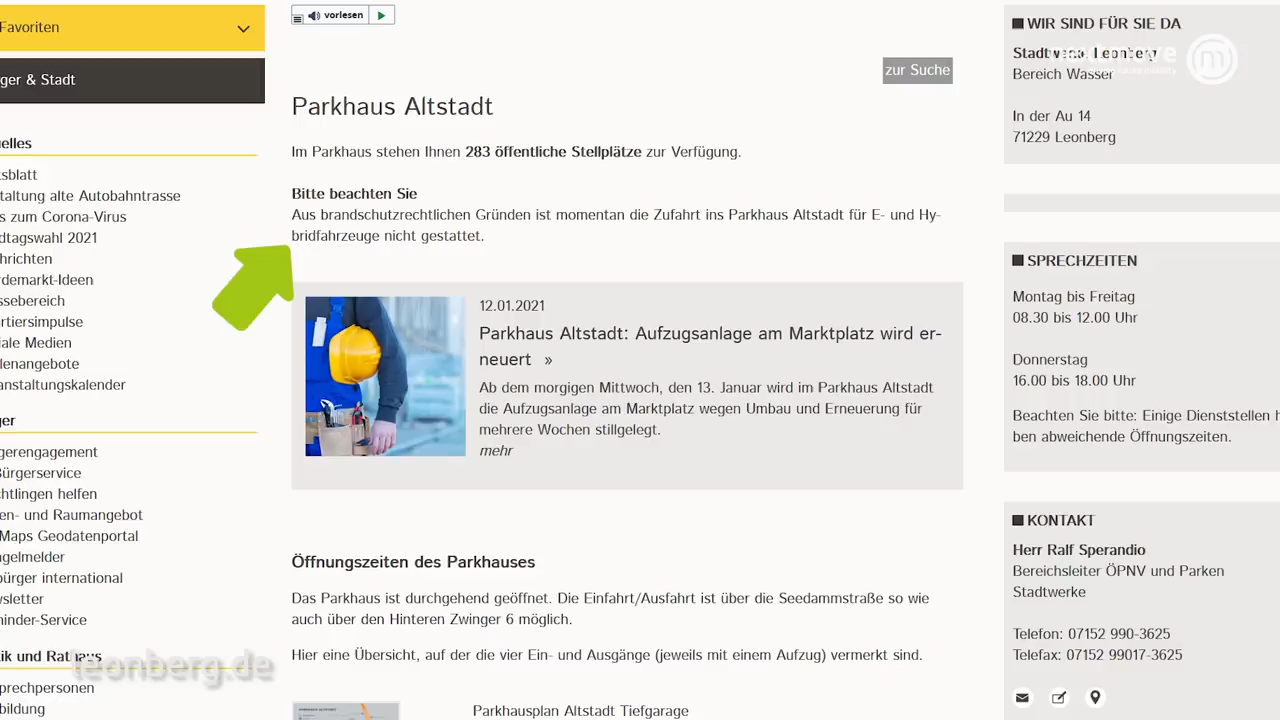 Favoriten
ger & Stadt
uelles
tsblatt
taltung alte Autobahntrasse
s zum Corona-Virus
dtagswahl 2021
hrichten
rdemarkt-Ideen
ssebereich
rtiersimpulse
iale Medien
lenangebote
anstaltungskalender
ger
gerengagement
Bürgerservice
chtlingen helfen
en- und Raumangebot
Maps Geodatenportal
ngelmelder
bürger international
wsletter
minder-Service
tik und Rathaus
leonberg.de
prechpersonen
bildung
vorlesen
zur Suche
Parkhaus Altstadt
Im Parkhaus stehen Ihnen 283 öffentliche Stellplätze zur Verfügung.
Bitte beachten Sie
Aus brandschutzrechtlichen Gründen ist momentan die Zufahrt ins Parkhaus Altstadt für E- und Hy-
bridfahrzeuge nicht gestattet.
12.01.2021
Parkhaus Altstadt: Aufzugsanlage am Marktplatz wird er-
neuert »
Ab dem morgigen Mittwoch, den 13. Januar wird im Parkhaus Altstadt
die Aufzugsanlage am Marktplatz wegen Umbau und Erneuerung für
mehrere Wochen stillgelegt.
mehr
Öffnungszeiten des Parkhauses
Das Parkhaus ist durchgehend geöffnet. Die Einfahrt/Ausfahrt ist über die Seedammstraße so wie
auch über den Hinteren Zwinger 6 möglich.
Hier eine Übersicht, auf der die vier Ein- und Ausgänge (jeweils mit einem Aufzug) vermerkt sind.
Parkhausplan Altstadt Tiefgarage
WIR SIND FÜR SIE DA
Stadtwerke Leonberg
Bereich Wasser
In der Au 14
71229 Leonberg
SPRECHZEITEN
Montag bis Freitag
08.30 bis 12.00 Uhr
Donnerstag
16.00 bis 18.00 Uhr
Beachten Sie bitte: Einige Dienststellen h
ben abweichende Öffnungszeiten.
KONTAKT
Herr Ralf Sperandio
Bereichsleiter ÖPNV und Parken
Stadtwerke
Telefon: 07152 990-3625
Telefax: 07152 99017-3625